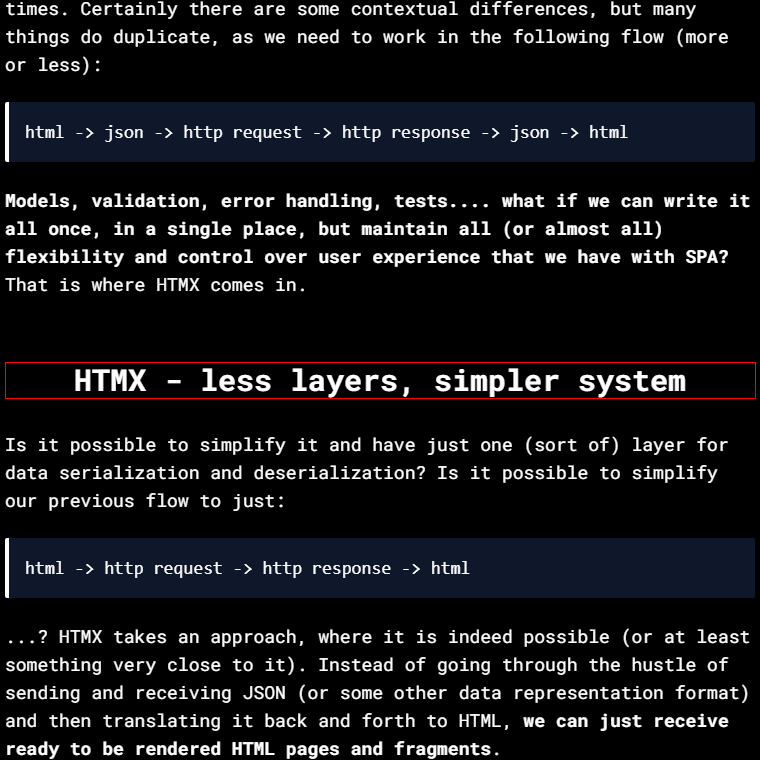 times. Certainly there are some contextual differences, but many
things do duplicate, as we need to work in the following flow (more
or less):
html -> json -> http request -> http response -> json -> html
Models, validation, error handling, tests.... what if we can write it
all once, in a single place, but maintain all (or almost all)
flexibility and control over user experience that we have with SPA?
That is where HTMX comes in.
HTMX - less layers, simpler system
Is it possible to simplify it and have just one (sort of) layer for
data serialization and deserialization? Is it possible to simplify
our previous flow to just:
html -> http request -> http response -> html
...? HTMX takes an approach, where it is indeed possible (or at least
something very close to it). Instead of going through the hustle of
sending and receiving JSON (or some other data representation format)
and then translating it back and forth to HTML, we can just receive
ready to be rendered HTML pages and fragments.